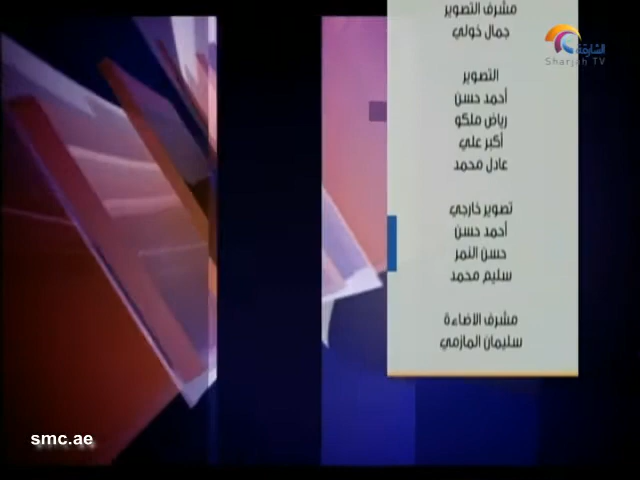 مشرف التصوير
جمال خولي
الشارقة
Sharjah TV
التصوير
أحمد حسن
رياض ملكو
أكبر علي
عادل محمد
تصوير خارجي
أحمد حسن
حسن النمر
سليم محمد
مشرف الاضاءة
سليمان المازمي
smc.ae